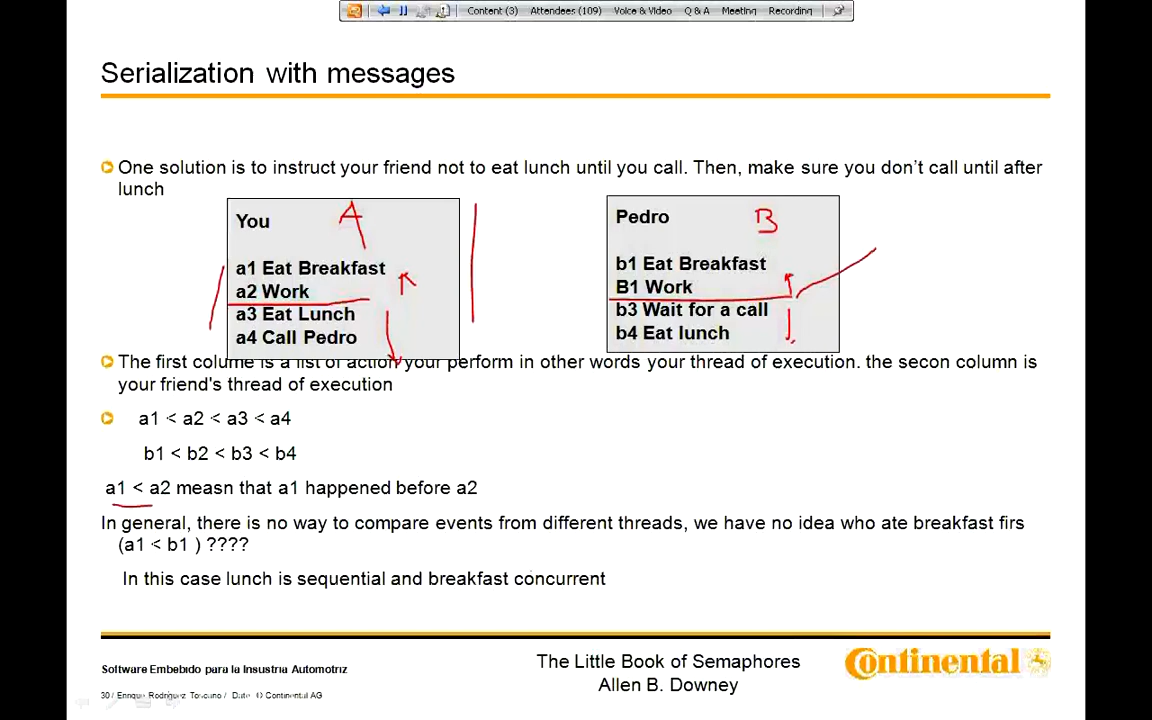 Content (3) Attendees (109) Voice & Video Q & A Meeting Recording
Serialization with messages
One solution is to instruct your friend not to eat lunch until you call. Then, make sure you don't call until after
lunch
You A
a1 Eat Breakfast
a2 Work
a3 Eat Lunch
a4 Call Pedro
Pedro B
b1 Eat Breakfast
B1 Work
b3 Wait for a call
b4 Eat lunch
The first colume is a list of action your perform in other words your thread of execution. the secon column is
your friend's thread of execution
a1 < a2 < a3 < a4
b1 < b2 < b3 < b4
a1 < a2 measn that a1 happened before a2
In general, there is no way to compare events from different threads, we have no idea who ate breakfast firs
(a1 < b1 ) ????
In this case lunch is sequential and breakfast concurrent
Software Embebido para la Insustria Automotriz
30 / Enrique Rodriguez Toscano / Date © Continental AG
The Little Book of Semaphores
Allen B. Downey
Continental